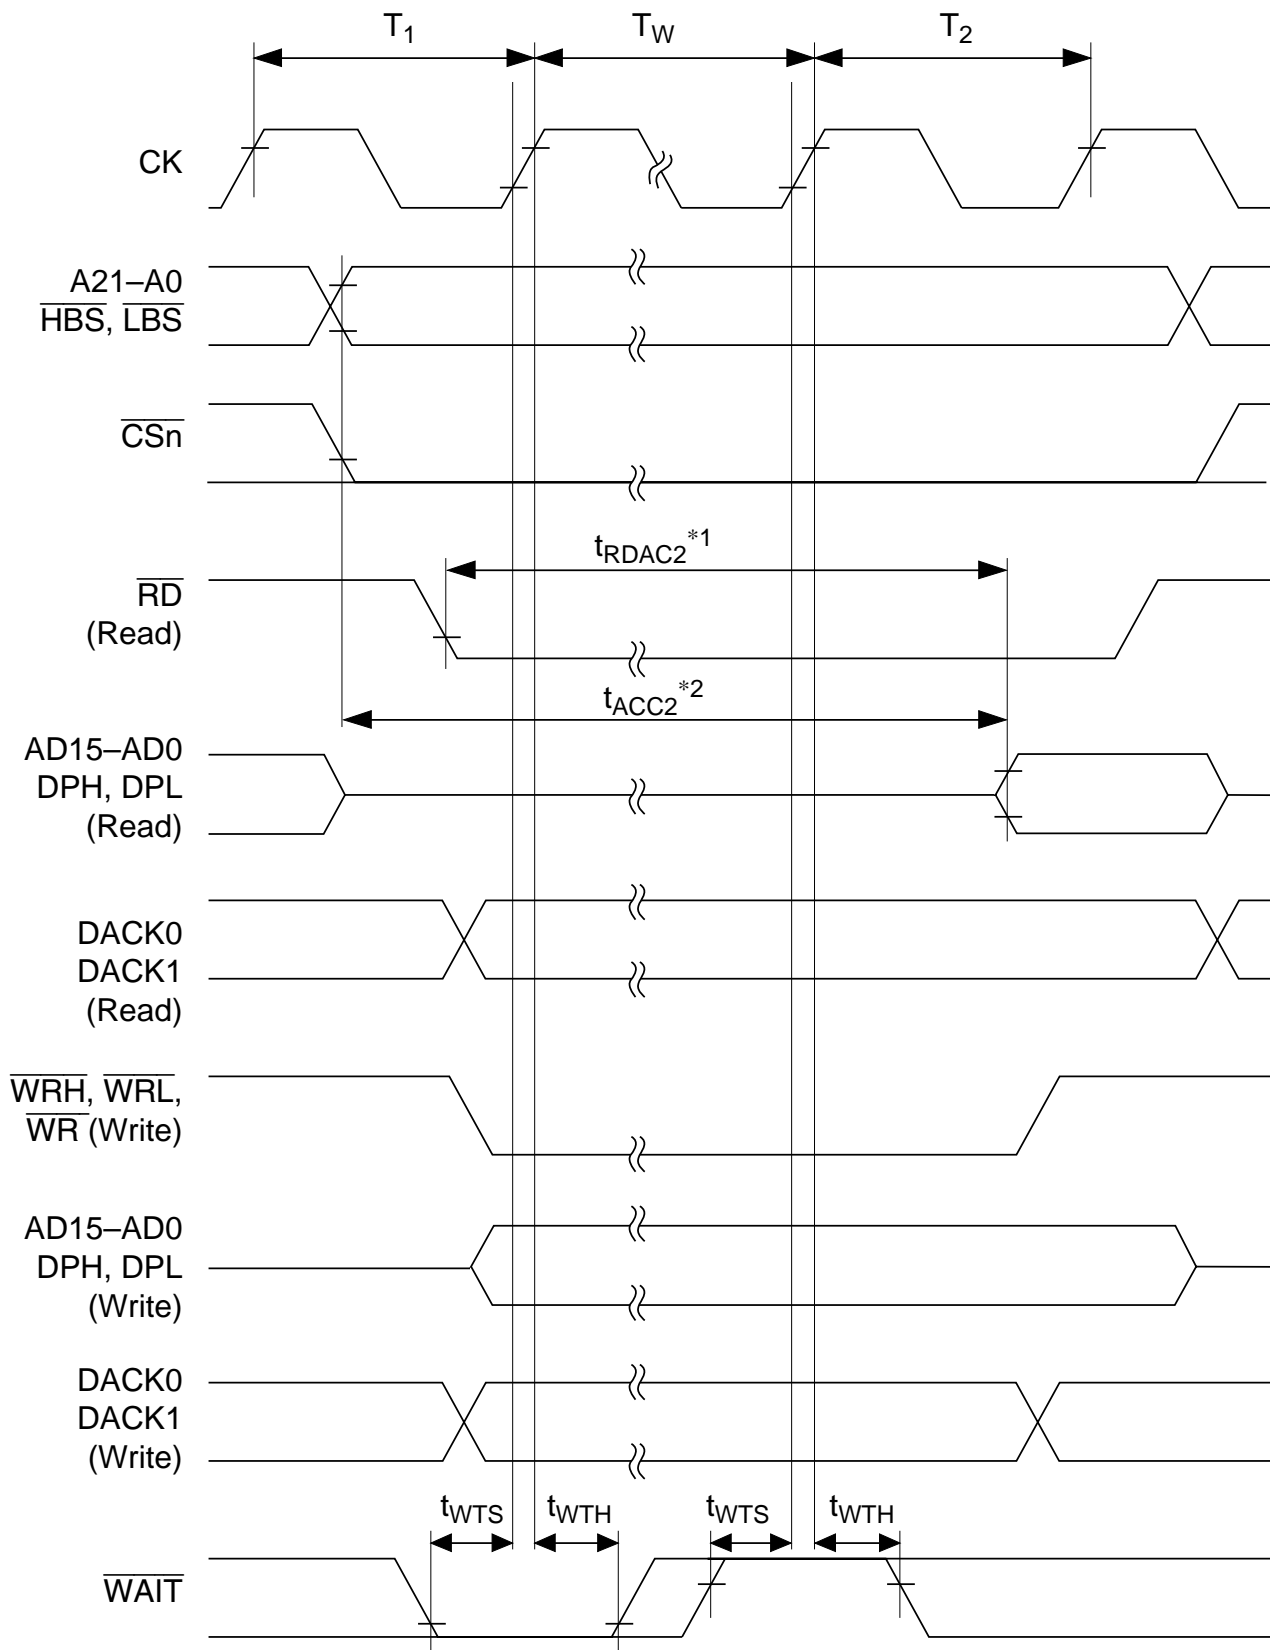 T1 TW T2
CK
A21–A0
HBS, LBS
CSn
tRDAC2*1
RD
(Read)
tACC2*2
AD15–AD0
DPH, DPL
(Read)
DACK0
DACK1
(Read)
WRH, WRL,
WR (Write)
AD15–AD0
DPH, DPL
(Write)
DACK0
DACK1
(Write)
tWTS tWTH tWTS tWTH
WAIT